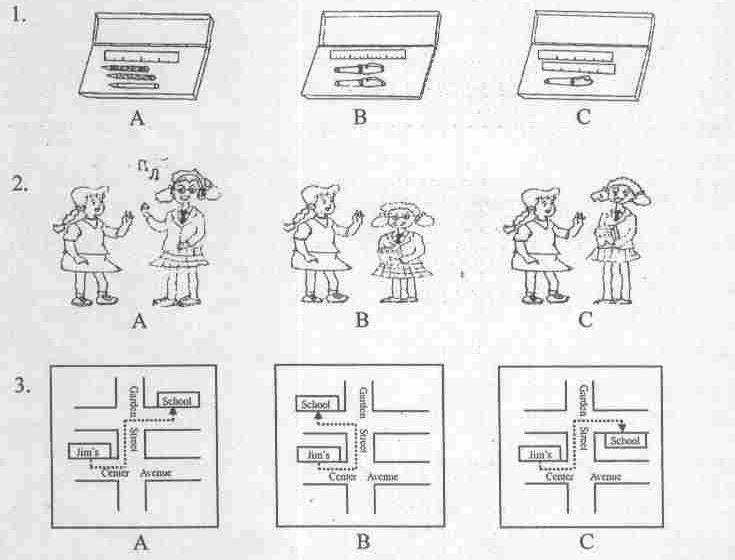 1.
A B C
2.
A B C
3.
Garden
Street
School
Jim's
Center Avenue
School
Garden
Street
Jim's
Center Avenue
Garden
Street
School
Jim's
Center Avenue
A B C